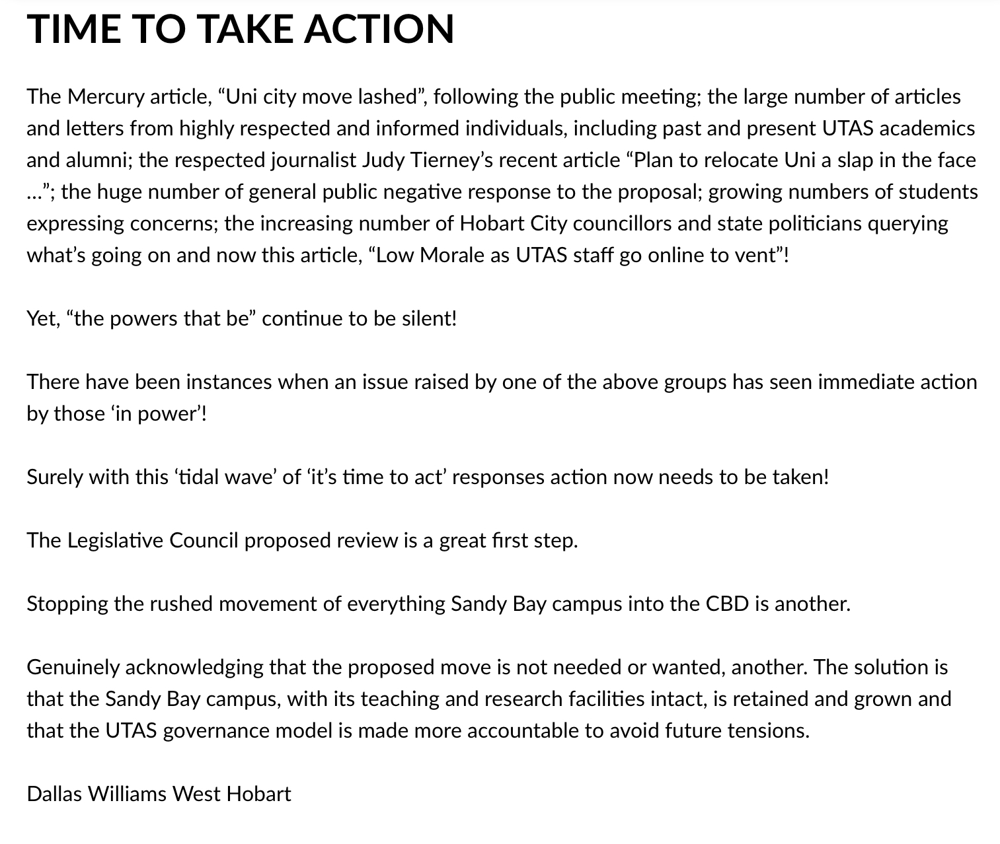 TIME TO TAKE ACTION
The Mercury article, “Uni city move lashed”, following the public meeting; the large number of articles
and letters from highly respected and informed individuals, including past and present UTAS academics
and alumni; the respected journalist Judy Tierney’s recent article “Plan to relocate Uni a slap in the face
...”; the huge number of general public negative response to the proposal; growing numbers of students
expressing concerns; the increasing number of Hobart City councillors and state politicians querying
what’s going on and now this article, “Low Morale as UTAS staff go online to vent”!
Yet, “the powers that be” continue to be silent!
There have been instances when an issue raised by one of the above groups has seen immediate action
by those ‘in power’!
Surely with this ‘tidal wave’ of ‘it’s time to act’ responses action now needs to be taken!
The Legislative Council proposed review is a great first step.
Stopping the rushed movement of everything Sandy Bay campus into the CBD is another.
Genuinely acknowledging that the proposed move is not needed or wanted, another. The solution is
that the Sandy Bay campus, with its teaching and research facilities intact, is retained and grown and
that the UTAS governance model is made more accountable to avoid future tensions.
Dallas Williams West Hobart